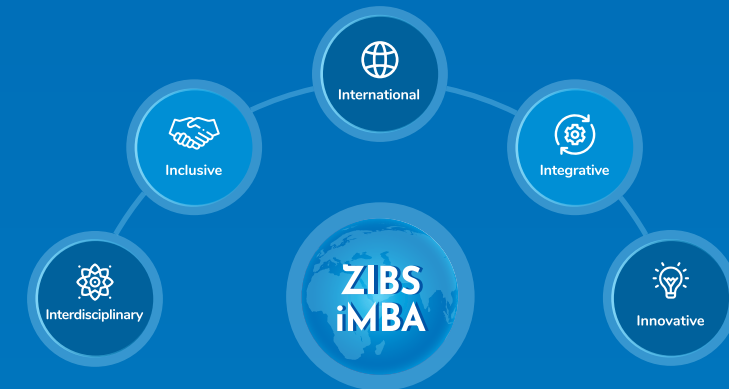 International
Inclusive
Integrative
Interdisciplinary
ZIBS
iMBA
Innovative